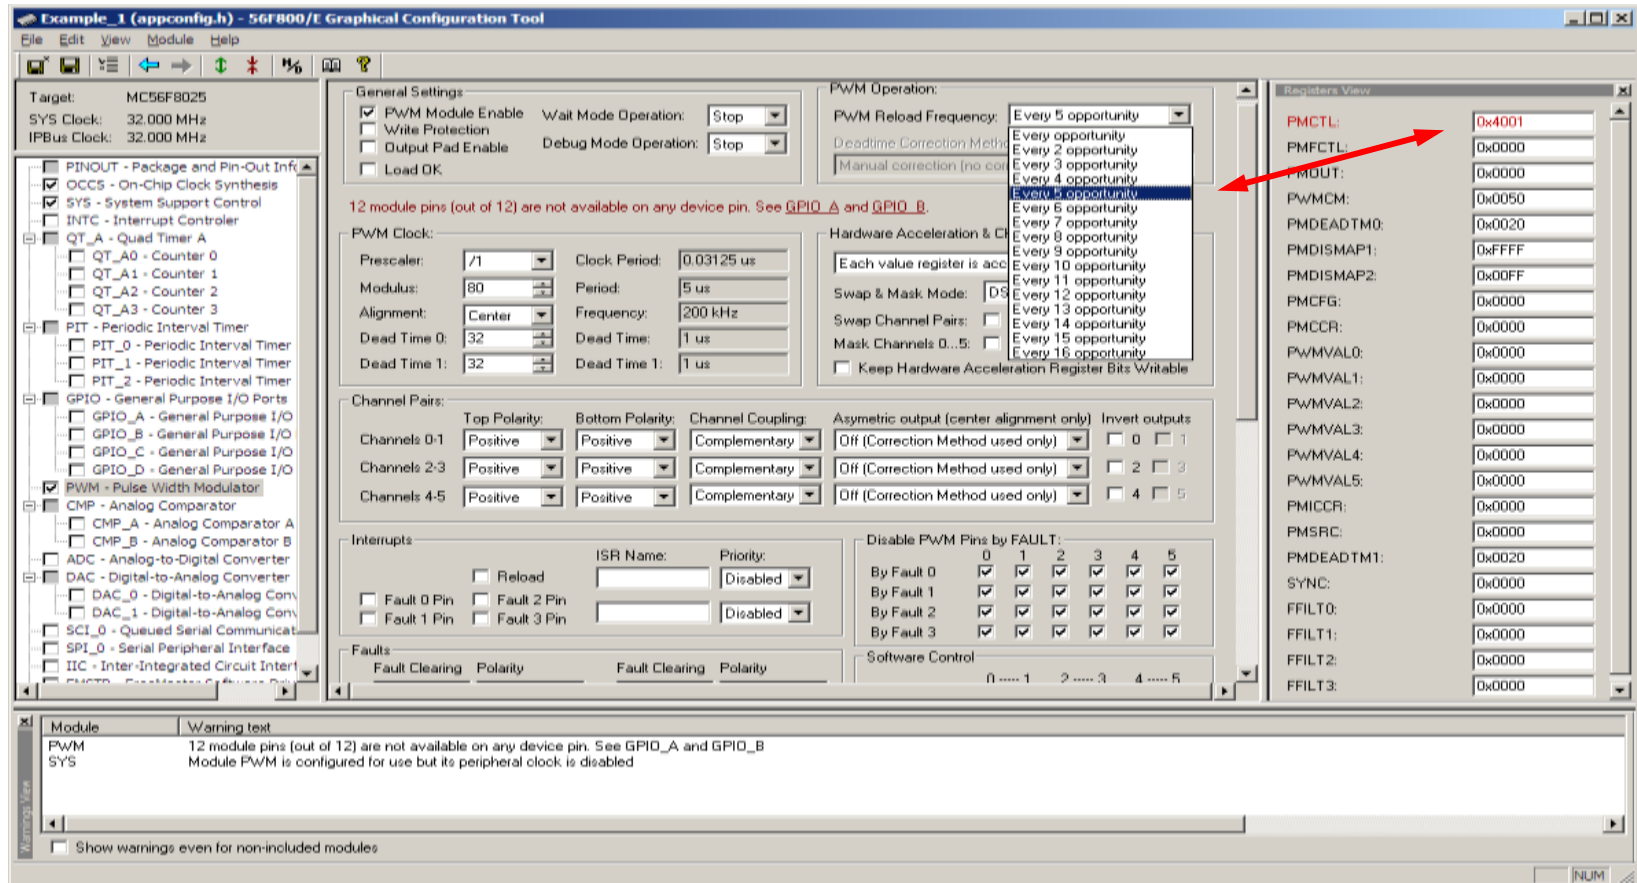 Example_1 (appconfig.h) - 56F800/E Graphical Configuration Tool
File Edit View Module Help
Target: MC56F8025
SYS Clock: 32.000 MHz
IPBus Clock: 32.000 MHz
PINOUT - Package and Pin-Out Info
OCCS - On-Chip Clock Synthesis
SYS - System Support Control
INTC - Interrupt Controler
QT_A - Quad Timer A
QT_A0 - Counter 0
QT_A1 - Counter 1
QT_A2 - Counter 2
QT_A3 - Counter 3
PIT - Periodic Interval Timer
PIT_0 - Periodic Interval Timer
PIT_1 - Periodic Interval Timer
PIT_2 - Periodic Interval Timer
GPIO - General Purpose I/O Ports
GPIO_A - General Purpose I/O
GPIO_B - General Purpose I/O
GPIO_C - General Purpose I/O
GPIO_D - General Purpose I/O
PWM - Pulse Width Modulator
CMP - Analog Comparator
CMP_A - Analog Comparator A
CMP_B - Analog Comparator B
ADC - Analog-to-Digital Converter
DAC - Digital-to-Analog Converter
DAC_0 - Digital-to-Analog Conv
DAC_1 - Digital-to-Analog Conv
SCI_0 - Queued Serial Communicat
SPI_0 - Serial Peripheral Interface
IIC - Inter-Integrated Circuit Interf
General Settings
PWM Module Enable Wait Mode Operation: Stop
Write Protection
Output Pad Enable Debug Mode Operation: Stop
Load OK
PWM Operation:
PWM Reload Frequency: Every 5 opportunity
Deadtime Correction Metho
Manual correction (no cor
Every opportunity
Every 2 opportunity
Every 3 opportunity
Every 4 opportunity
Every 5 opportunity
Every 6 opportunity
Every 7 opportunity
Every 8 opportunity
Every 9 opportunity
Every 10 opportunity
Every 11 opportunity
Every 12 opportunity
Every 13 opportunity
Every 14 opportunity
Every 15 opportunity
Every 16 opportunity
12 module pins (out of 12) are not available on any device pin. See GPIO_A and GPIO_B.
PWM Clock:
Prescaler: /1 Clock Period: 0.03125 us
Modulus: 80 Period: 5 us
Alignment: Center Frequency: 200 kHz
Dead Time 0: 32 Dead Time: 1 us
Dead Time 1: 32 Dead Time 1: 1 us
Hardware Acceleration & Ch
Each value register is acc
Swap & Mask Mode: DS
Swap Channel Pairs:
Mask Channels 0...5:
Keep Hardware Acceleration Register Bits Writable
Channel Pairs:
Top Polarity: Bottom Polarity: Channel Coupling: Asymetric output (center alignment only) Invert outputs
Channels 0-1 Positive Positive Complementary Off (Correction Method used only) 0 1
Channels 2-3 Positive Positive Complementary Off (Correction Method used only) 2 3
Channels 4-5 Positive Positive Complementary Off (Correction Method used only) 4 5
Interrupts
ISR Name: Priority:
Reload Disabled
Fault 0 Pin Fault 2 Pin
Fault 1 Pin Fault 3 Pin Disabled
Disable PWM Pins by FAULT:
0 1 2 3 4 5
By Fault 0
By Fault 1
By Fault 2
By Fault 3
Faults
Fault Clearing Polarity Fault Clearing Polarity
Software Control
0 ----- 1 2 ----- 3 4 ----- 5
Registers View
PMCTL: 0x4001
PMFCTL: 0x0000
PMOUT: 0x0000
PWMCM: 0x0050
PMDEADTM0: 0x0020
PMDISMAP1: 0xFFFF
PMDISMAP2: 0x00FF
PMCFG: 0x0000
PMCCR: 0x0000
PWMVAL0: 0x0000
PWMVAL1: 0x0000
PWMVAL2: 0x0000
PWMVAL3: 0x0000
PWMVAL4: 0x0000
PWMVAL5: 0x0000
PMICCR: 0x0000
PMSRC: 0x0000
PMDEADTM1: 0x0020
SYNC: 0x0000
FFILT0: 0x0000
FFILT1: 0x0000
FFILT2: 0x0000
FFILT3: 0x0000
Module Warning text
PWM 12 module pins (out of 12) are not available on any device pin. See GPIO_A and GPIO_B
SYS Module PWM is configured for use but its peripheral clock is disabled
Warnings View
Show warnings even for non-included modules
NUM